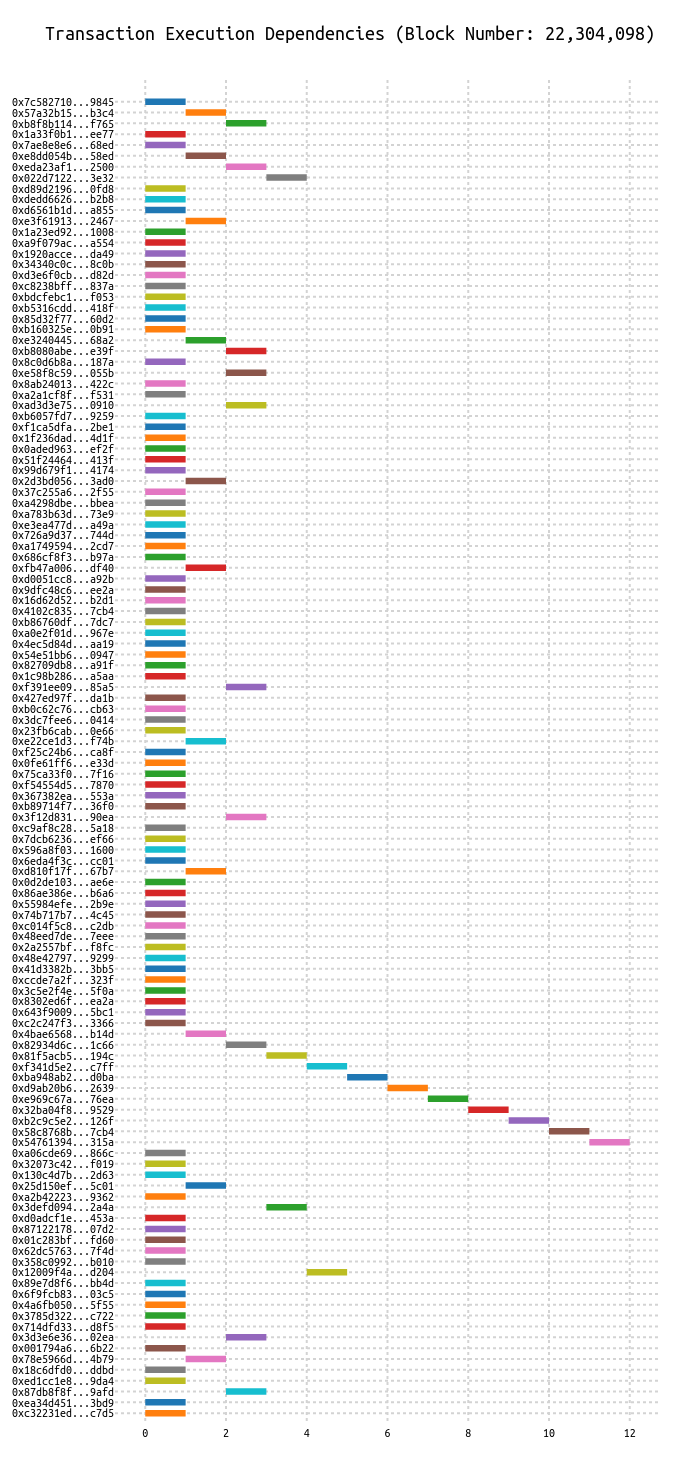 Transaction Execution Dependencies (Block Number: 22,304,098)
0x7c582710...9845
0x57a32b15...b3c4
0xb8f8b114...f765
0x1a33f0b1...ee77
0x7ae8e8e6...68ed
0xe8dd054b...58ed
0xeda23af1...2500
0x022d7122...3e32
0xd89d2196...0fd8
0xdedd6626...b2b8
0xd6561b1d...a855
0xe3f61913...2467
0x1a23ed92...1008
0xa9f079ac...a554
0x1920acce...da49
0x34340c0c...8c0b
0xd3e6f0cb...d82d
0xc8238bff...837a
0xbdcfebc1...f053
0xb5316cdd...418f
0x85d32f77...60d2
0xb160325e...0b91
0xe3240445...68a2
0xb8080abe...e39f
0x8c0d6b8a...187a
0xe58f8c59...055b
0x8ab24013...422c
0xa2a1cf8f...f531
0xad3d3e75...0910
0xb6057fd7...9259
0xf1ca5dfa...2be1
0x1f236dad...4d1f
0x0aded963...ef2f
0x51f24464...413f
0x99d679f1...4174
0x2d3bd056...3ad0
0x37c255a6...2f55
0xa4298dbe...bbea
0xa783b63d...73e9
0xe3ea477d...a49a
0x726a9d37...744d
0xa1749594...2cd7
0x686cf8f3...b97a
0xfb47a006...df40
0xd0051cc8...a92b
0x9dfc48c6...ee2a
0x16d62d52...b2d1
0x4102c835...7cb4
0xb86760df...7dc7
0xa0e2f01d...967e
0x4ec5d84d...aa19
0x54e51bb6...0947
0x82709db8...a91f
0x1c98b286...a5aa
0xf391ee09...85a5
0x427ed97f...da1b
0xb0c62c76...cb63
0x3dc7fee6...0414
0x23fb6cab...0e66
0xe22ce1d3...f74b
0xf25c24b6...ca8f
0x0fe61ff6...e33d
0x75ca33f0...7f16
0xf54554d5...7870
0x367382ea...553a
0xb89714f7...36f0
0x3f12d831...90ea
0xc9af8c28...5a18
0x7dcb6236...ef66
0x596a8f03...1600
0x6eda4f3c...cc01
0xd810f17f...67b7
0x0d2de103...ae6e
0x86ae386e...b6a6
0x55984efe...2b9e
0x74b717b7...4c45
0xc014f5c8...c2db
0x48eed7de...7eee
0x2a2557bf...f8fc
0x48e42797...9299
0x41d3382b...3bb5
0xccde7a2f...323f
0x3c5e2f4e...5f0a
0x8302ed6f...ea2a
0x643f9009...5bc1
0xc2c247f3...3366
0x4bae6568...b14d
0x82934d6c...1c66
0x81f5acb5...194c
0xf341d5e2...c7ff
0xba948ab2...d0ba
0xd9ab20b6...2639
0xe969c67a...76ea
0x32ba04f8...9529
0xb2c9c5e2...126f
0x58c8768b...7cb4
0x54761394...315a
0xa06cde69...866c
0x32073c42...f019
0x130c4d7b...2d63
0x25d150ef...5c01
0xa2b42223...9362
0x3defd094...2a4a
0xd0adcf1e...453a
0x87122178...07d2
0x01c283bf...fd60
0x62dc5763...7f4d
0x358c0992...b010
0x12009f4a...d204
0x89e7d8f6...bb4d
0x6f9fcb83...03c5
0x4a6fb050...5f55
0x3785d322...c722
0x714dfd33...d8f5
0x3d3e6e36...02ea
0x001794a6...6b22
0x78e5966d...4b79
0x18c6dfd0...ddbd
0xed1cc1e8...9da4
0x87db8f8f...9afd
0xea34d451...3bd9
0xc32231ed...c7d5
0 2 4 6 8 10 12